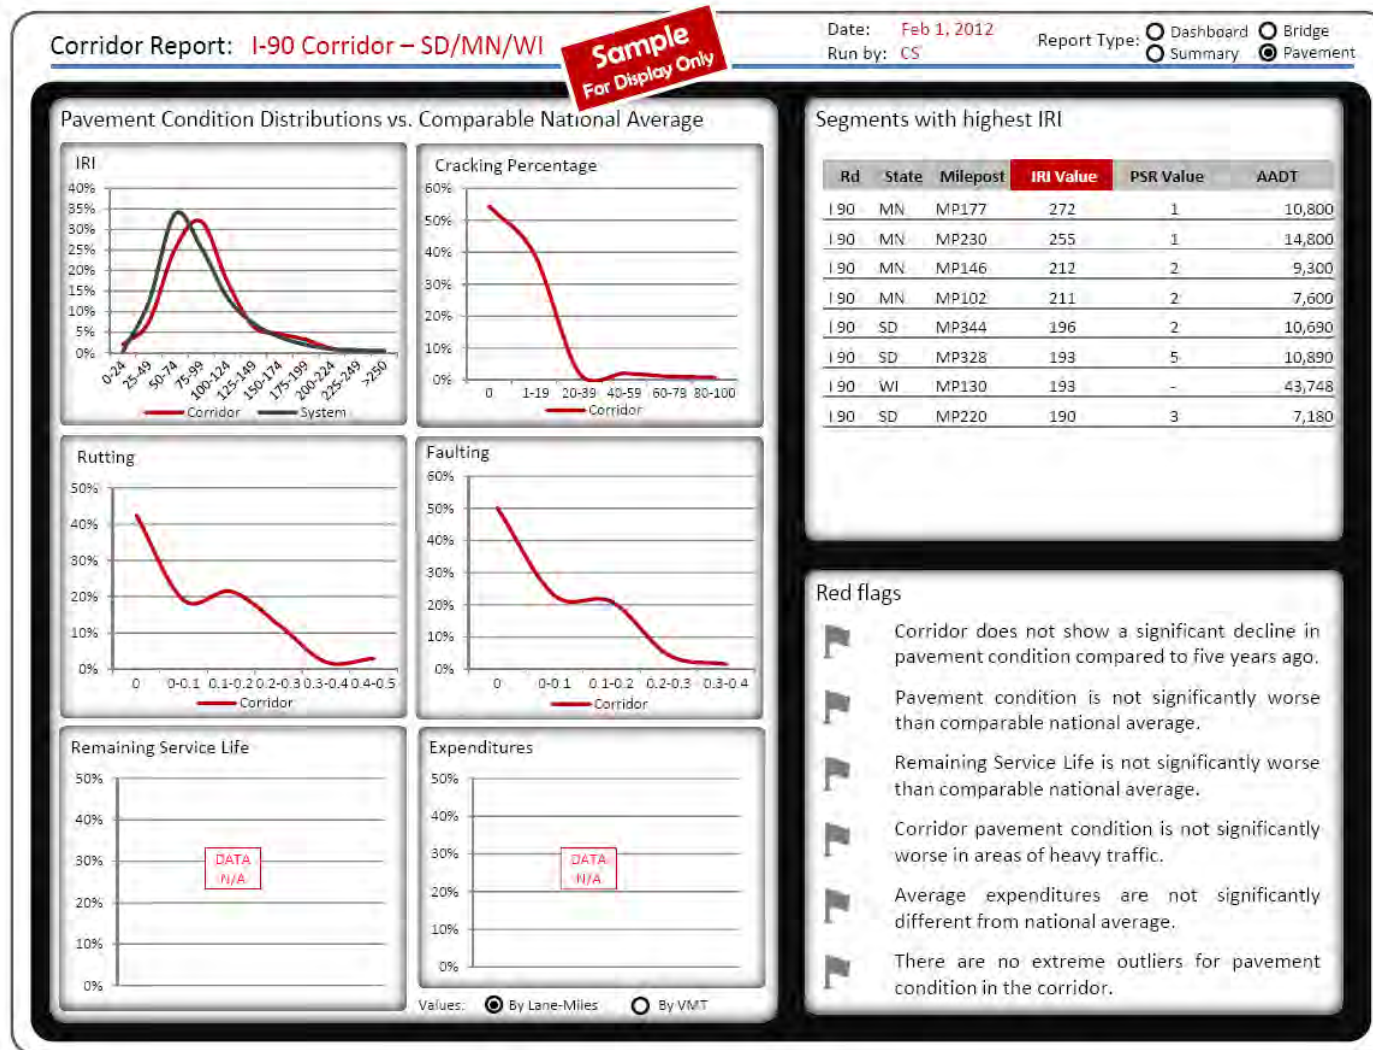 Corridor Report: I-90 Corridor – SD/MN/WI
Sample
For Display Only
Date: Feb 1, 2012
Run by: CS
Report Type: Dashboard Bridge
Summary Pavement
Pavement Condition Distributions vs. Comparable National Average
IRI
40%
35%
30%
25%
20%
15%
10%
5%
0%
0-24 25-49 50-74 75-99 100-124 125-149 150-174 175-199 200-224 225-249 >250
Corridor System
Cracking Percentage
60%
50%
40%
30%
20%
10%
0%
0 1-19 20-39 40-59 60-79 80-100
Corridor
Rutting
50%
40%
30%
20%
10%
0%
0 0-0.1 0.1-0.2 0.2-0.3 0.3-0.4 0.4-0.5
Corridor
Faulting
60%
50%
40%
30%
20%
10%
0%
0 0-0.1 0.1-0.2 0.2-0.3 0.3-0.4
Corridor
Remaining Service Life
50%
40%
30%
20%
10%
0%
DATA
N/A
Expenditures
50%
40%
30%
20%
10%
0%
DATA
N/A
Values: By Lane-Miles By VMT
Segments with highest IRI
Rd State Milepost IRI Value PSR Value AADT
I 90 MN MP177 272 1 10,800
I 90 MN MP230 255 1 14,800
I 90 MN MP146 212 2 9,300
I 90 MN MP102 211 2 7,600
I 90 SD MP344 196 2 10,690
I 90 SD MP328 193 5 10,890
I 90 WI MP130 193 - 43,748
I 90 SD MP220 190 3 7,180
Red flags
Corridor does not show a significant decline in
pavement condition compared to five years ago.
Pavement condition is not significantly worse
than comparable national average.
Remaining Service Life is not significantly worse
than comparable national average.
Corridor pavement condition is not significantly
worse in areas of heavy traffic.
Average expenditures are not significantly
different from national average.
There are no extreme outliers for pavement
condition in the corridor.